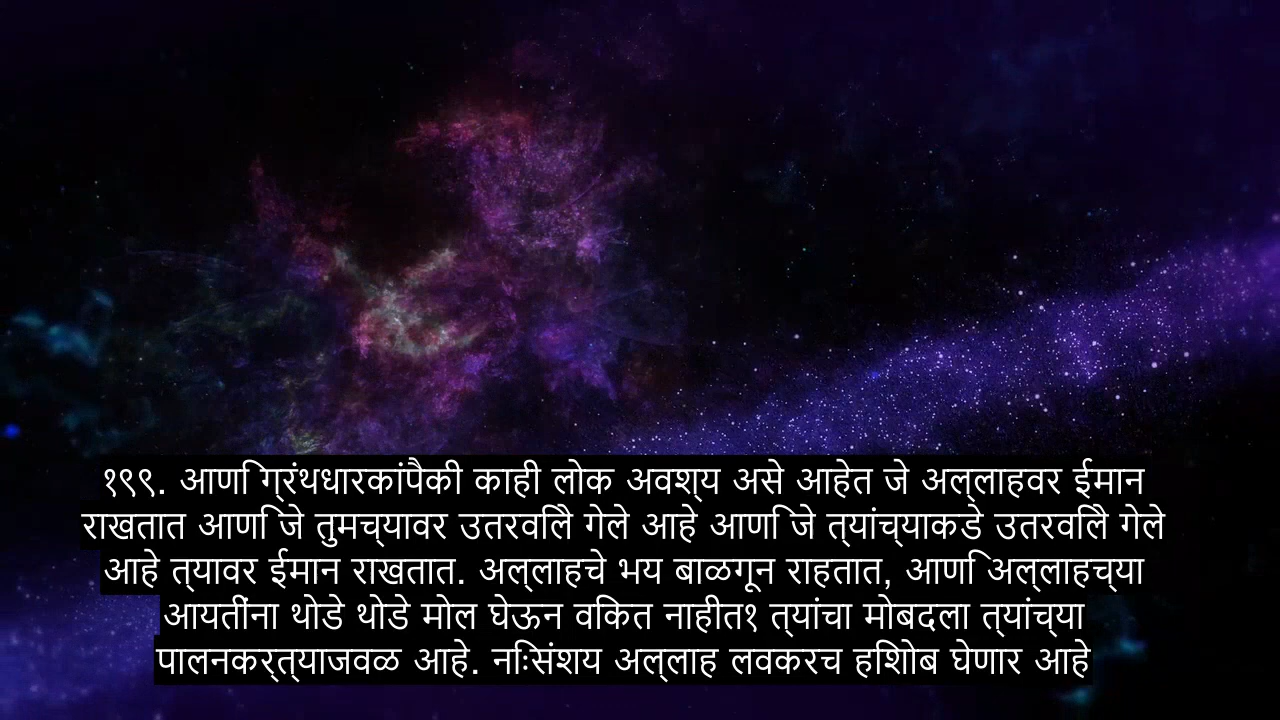 १९९. आणि ग्रंथधारकांपैकी काही लोक अवश्य असे आहेत जे अल्लाहवर ईमान
राखतात आणि जे तुमच्यावर उतरविले गेले आहे आणि जे त्यांच्याकडे उतरविले गेले
आहे त्यावर ईमान राखतात. अल्लाहचे भय बाळगून राहतात, आणि अल्लाहच्या
आयतींना थोडे थोडे मोल घेऊन विकत नाहीत१ त्यांचा मोबदला त्यांच्या
पालनकर्त्याजवळ आहे. निःसंशय अल्लाह लवकरच हिशोब घेणार आहे